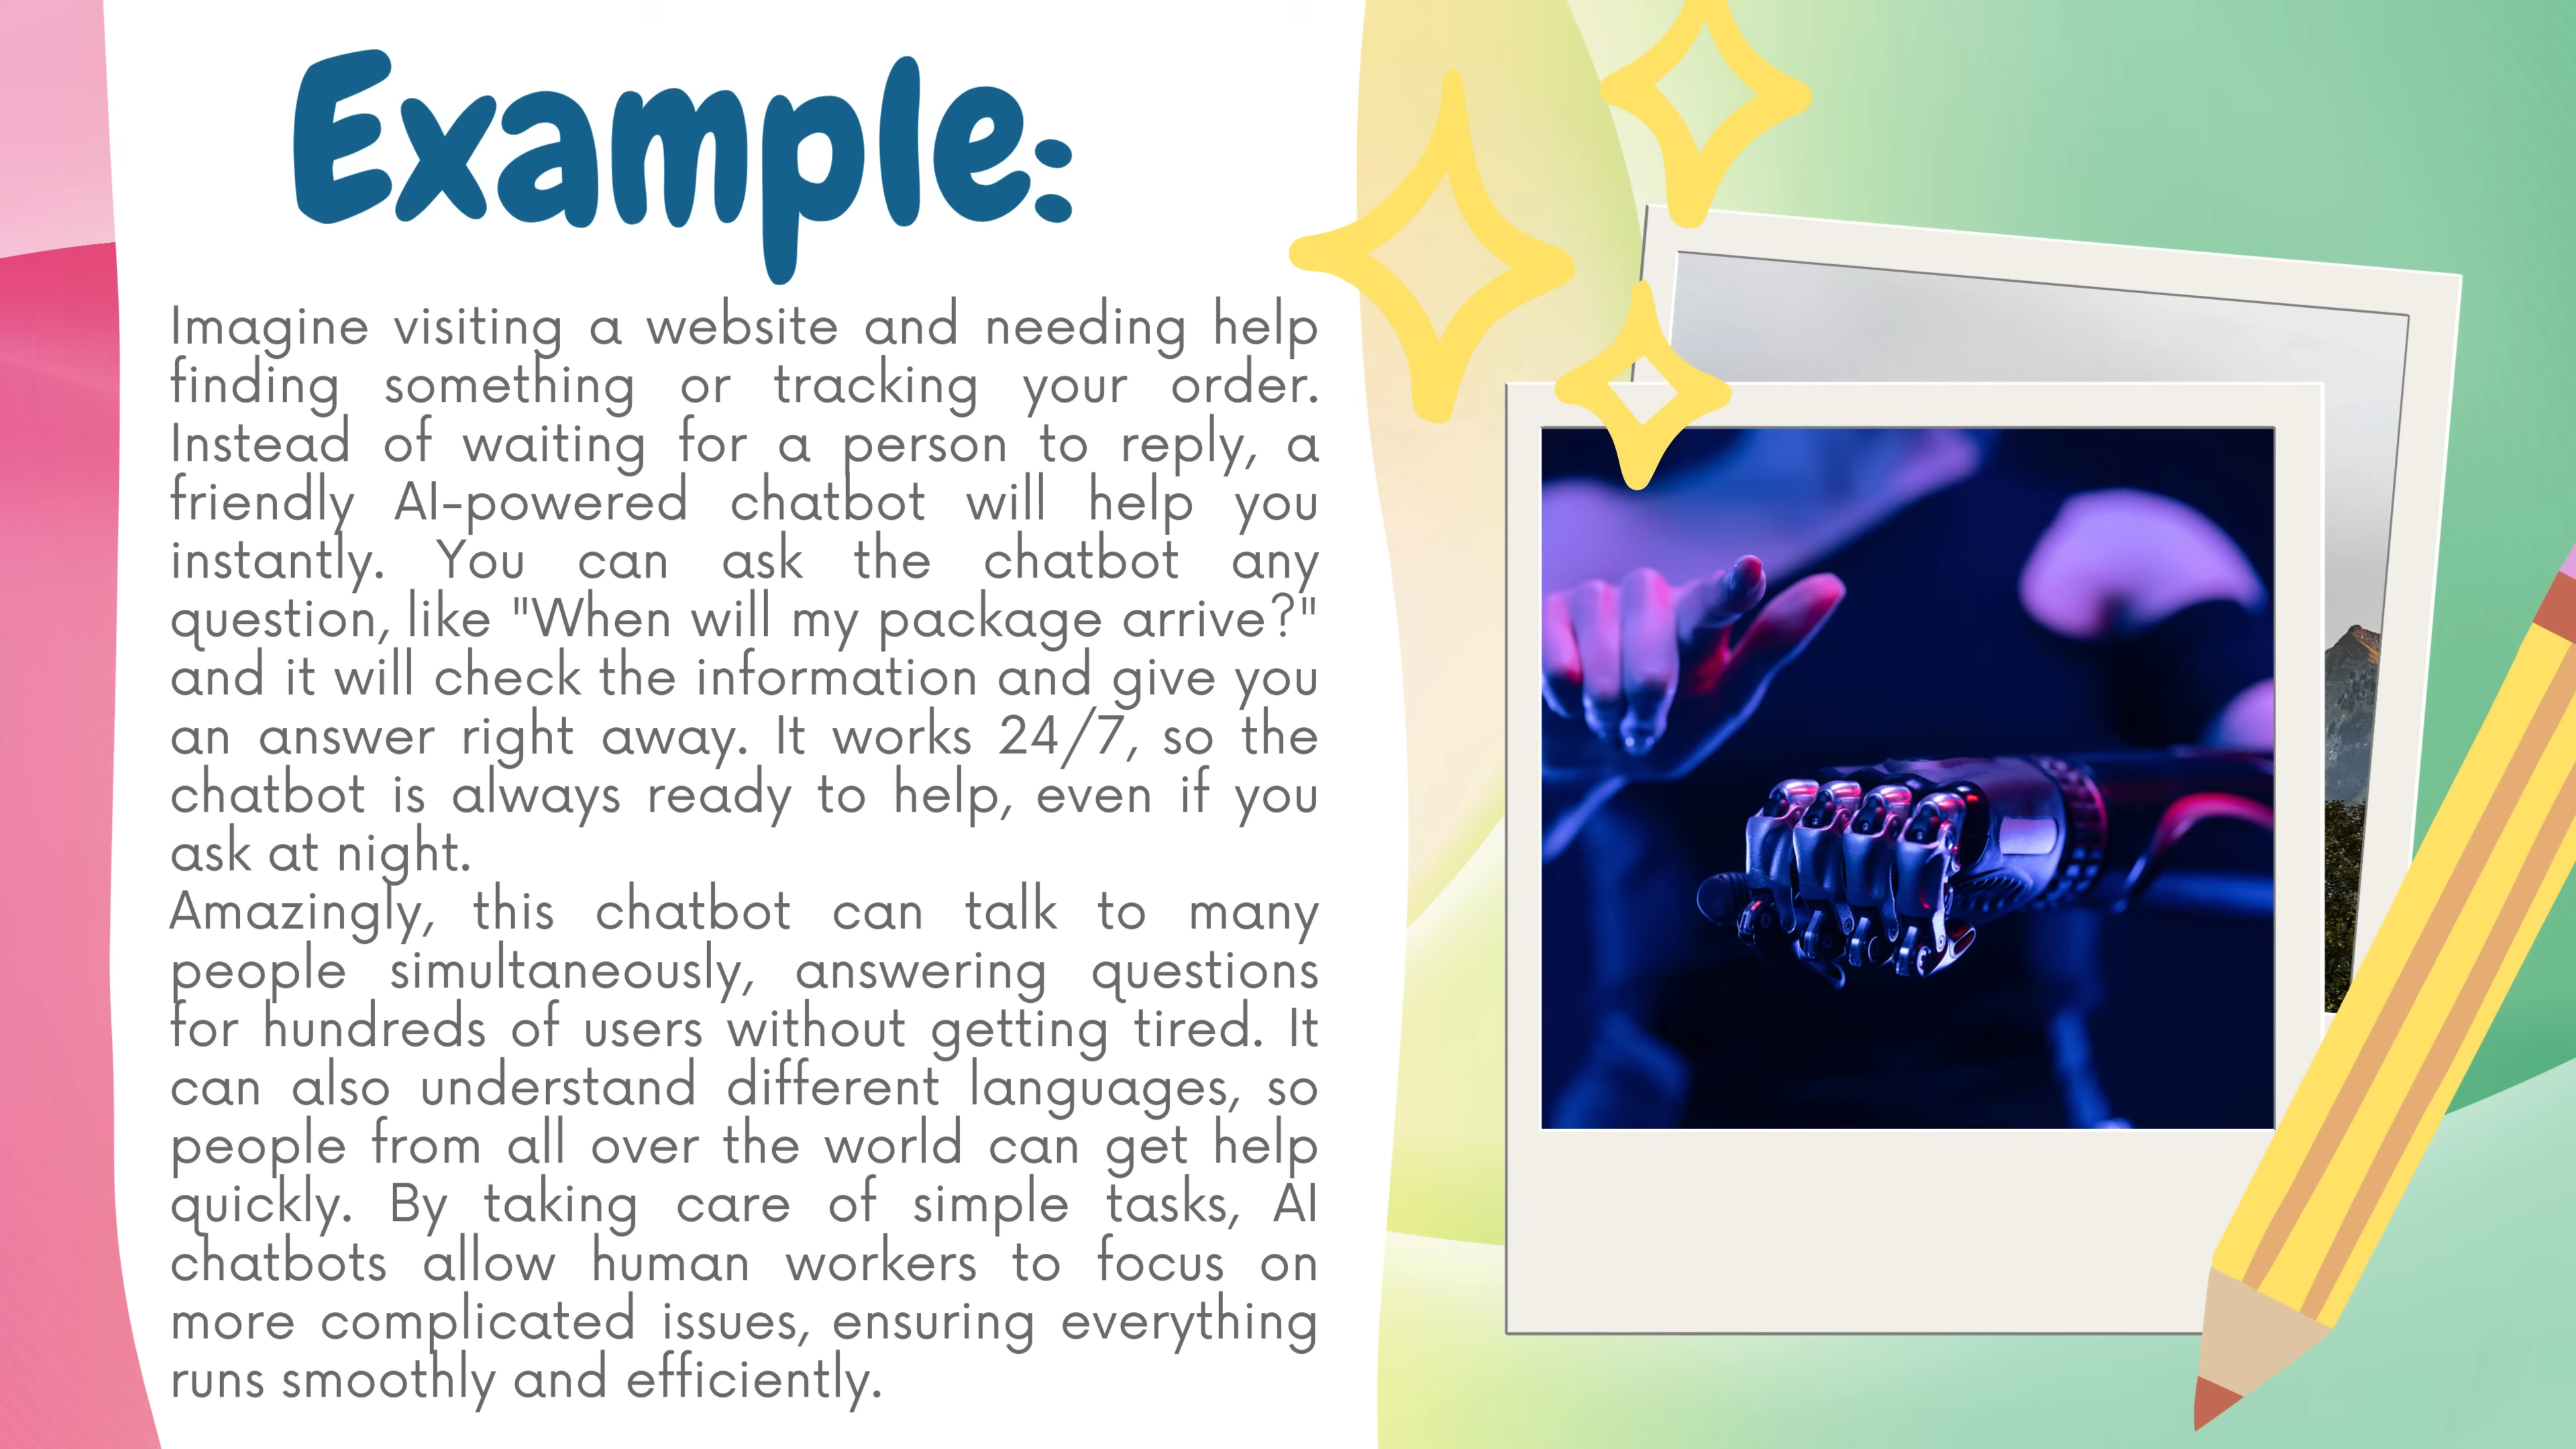 Example:
Imagine visiting a website and needing help
finding something or tracking your order.
Instead of waiting for a person to reply, a
friendly AI-powered chatbot will help you
instantly. You can ask the chatbot any
question, like "When will my package arrive?"
and it will check the information and give you
an answer right away. It works 24/7, so the
chatbot is always ready to help, even if you
ask at night.
Amazingly, this chatbot can talk to many
people simultaneously, answering questions
for hundreds of users without getting tired. It
can also understand different languages, so
people from all over the world can get help
quickly. By taking care of simple tasks, AI
chatbots allow human workers to focus on
more complicated issues, ensuring everything
runs smoothly and efficiently.